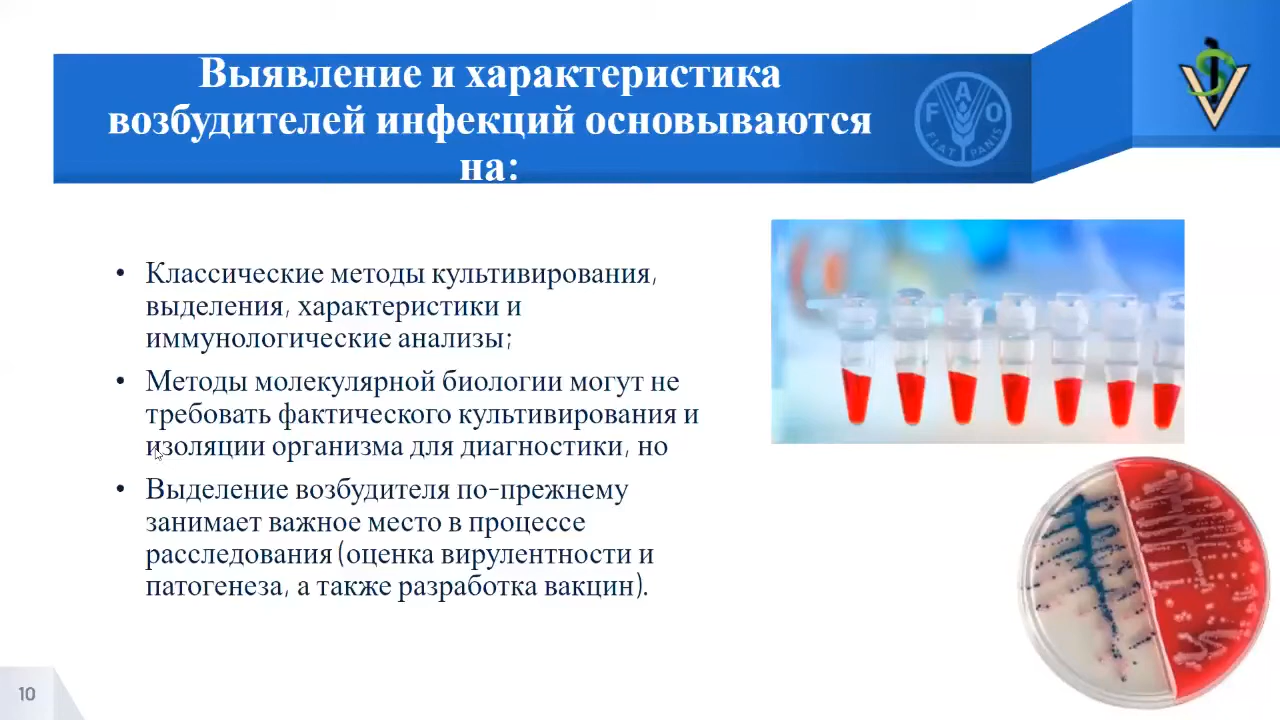 Выявление и характеристика
возбудителей инфекций основываются
на:
F A O
FIAT PANIS
• Классические методы культивирования,
выделения, характеристики и
иммунологические анализы;
• Методы молекулярной биологии могут не
требовать фактического культивирования и
изоляции организма для диагностики, но
• Выделение возбудителя по-прежнему
занимает важное место в процессе
расследования (оценка вирулентности и
патогенеза, а также разработка вакцин).
10